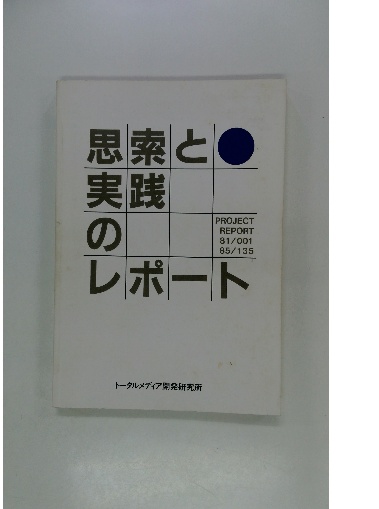 思索と
実践
の
レポート
PROJECT
REPORT
81/001
85/135
トータルメディア開発研究所